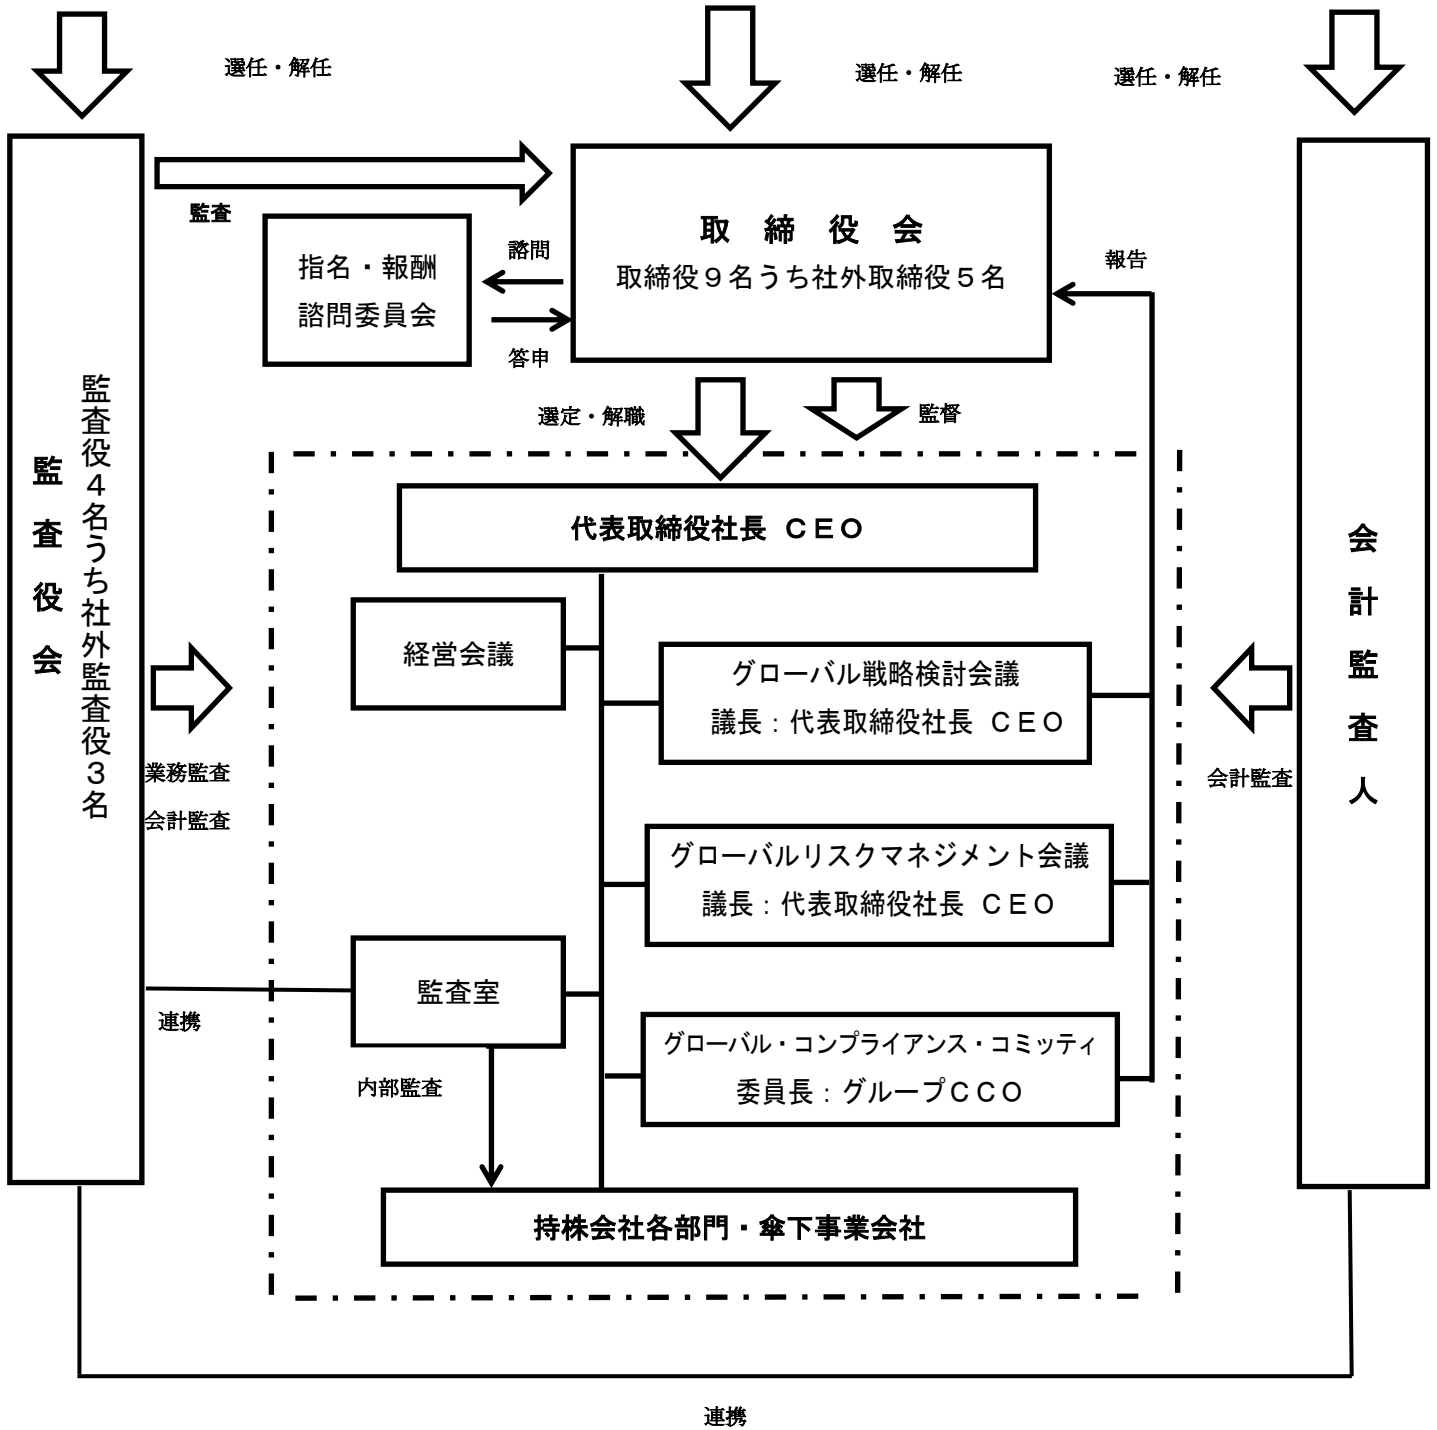 選任・解任
選任・解任
選任・解任
監査
取締役会
取締役９名うち社外取締役５名
指名・報酬
諮問委員会
諮問
答申
報告
選定・解職
監督
監査役会
監査役４名うち社外監査役３名
代表取締役社長 ＣＥＯ
経営会議
グローバル戦略検討会議
議長：代表取締役社長 ＣＥＯ
業務監査
会計監査
会計監査
会計監査人
グローバルリスクマネジメント会議
議長：代表取締役社長 ＣＥＯ
監査室
連携
グローバル・コンプライアンス・コミッティ
委員長：グループＣＣＯ
内部監査
持株会社各部門・傘下事業会社
連携